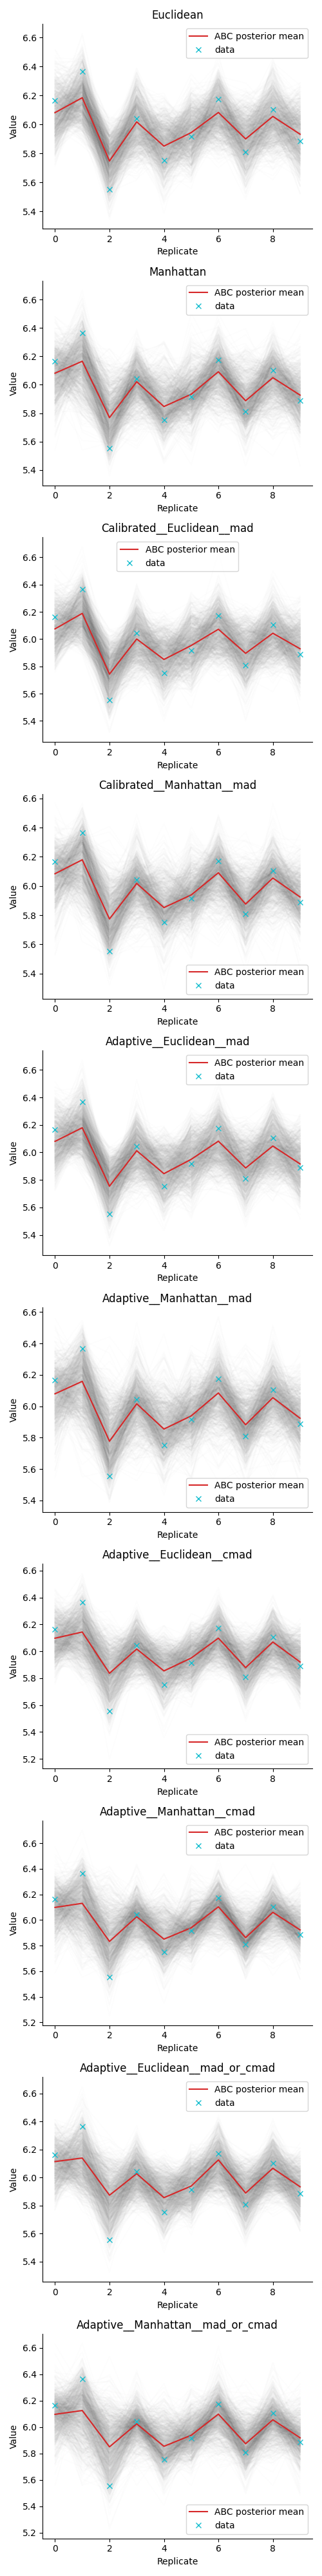 Euclidean
6.6
6.4
6.2
6.0
5.8
5.6
5.4
Value
ABC posterior mean
data
0 2 4 6 8
Replicate
Manhattan
6.6
6.4
6.2
6.0
5.8
5.6
5.4
Value
ABC posterior mean
data
0 2 4 6 8
Replicate
Calibrated__Euclidean__mad
6.6
6.4
6.2
6.0
5.8
5.6
5.4
Value
ABC posterior mean
data
0 2 4 6 8
Replicate
Calibrated__Manhattan__mad
6.6
6.4
6.2
6.0
5.8
5.6
5.4
Value
ABC posterior mean
data
0 2 4 6 8
Replicate
Adaptive__Euclidean__mad
6.6
6.4
6.2
6.0
5.8
5.6
5.4
Value
ABC posterior mean
data
0 2 4 6 8
Replicate
Adaptive__Manhattan__mad
6.6
6.4
6.2
6.0
5.8
5.6
5.4
Value
ABC posterior mean
data
0 2 4 6 8
Replicate
Adaptive__Euclidean__cmad
6.6
6.4
6.2
6.0
5.8
5.6
5.4
5.2
Value
ABC posterior mean
data
0 2 4 6 8
Replicate
Adaptive__Manhattan__cmad
6.6
6.4
6.2
6.0
5.8
5.6
5.4
5.2
Value
ABC posterior mean
data
0 2 4 6 8
Replicate
Adaptive__Euclidean__mad_or_cmad
6.6
6.4
6.2
6.0
5.8
5.6
5.4
Value
ABC posterior mean
data
0 2 4 6 8
Replicate
Adaptive__Manhattan__mad_or_cmad
6.6
6.4
6.2
6.0
5.8
5.6
5.4
5.2
Value
ABC posterior mean
data
0 2 4 6 8
Replicate